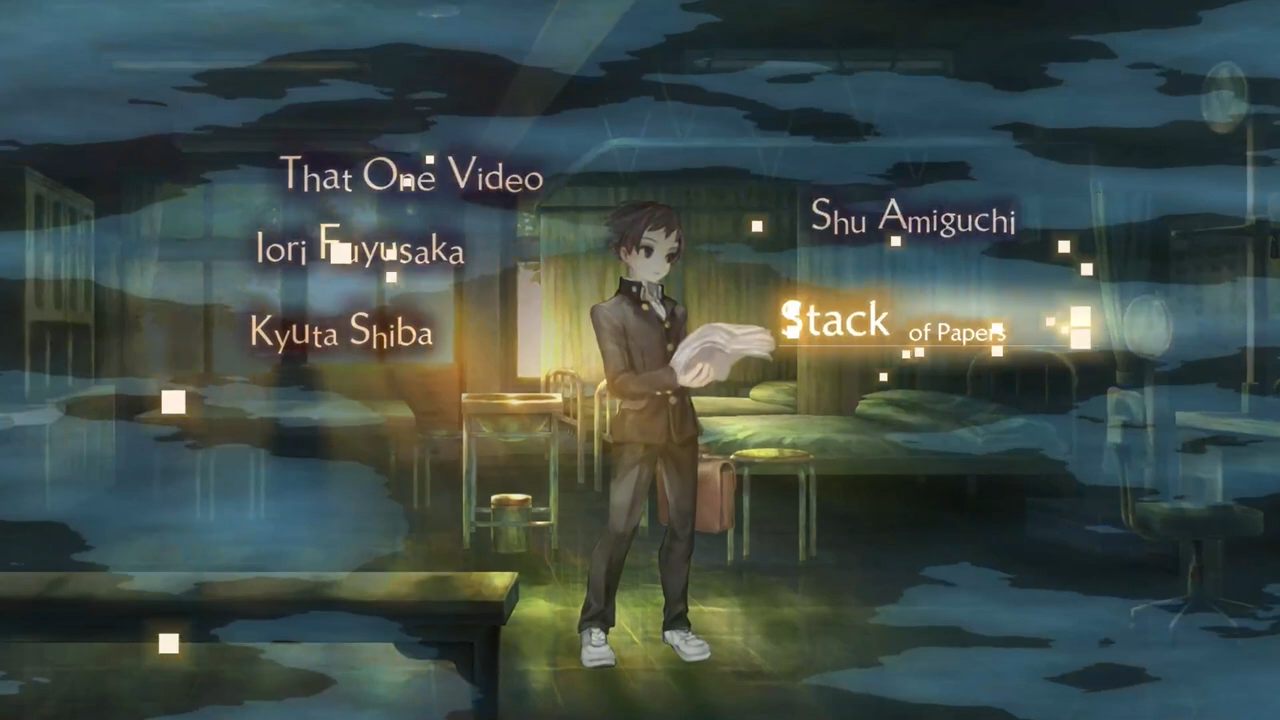 That One Video
Iori Fuyusaka
Kyuta Shiba
Shu Amiguchi
Stack of Papers